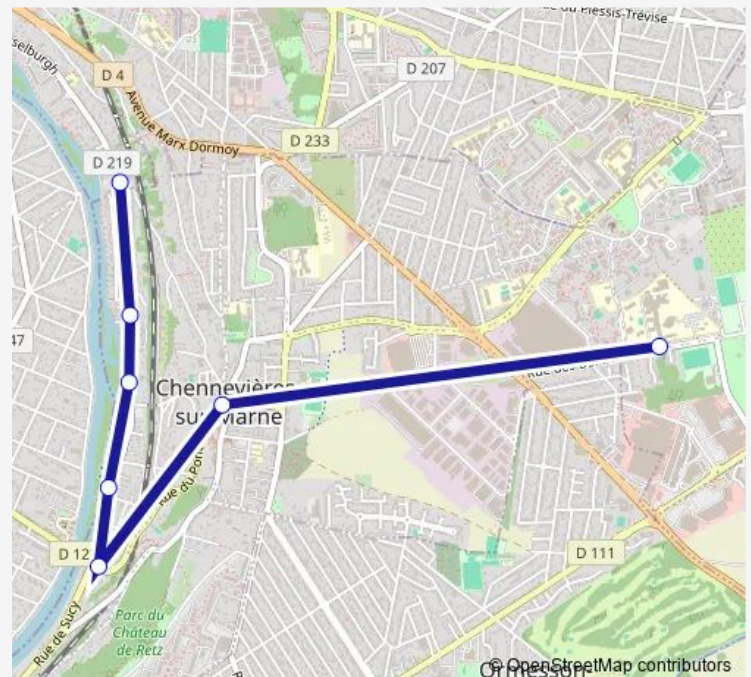 Plessis-Trévise
D 4
D 207
Avenue Marx Dormoy
D 233
D 219
47
Chennevières-
sur-Marne
Rue du Pont
D 12
D 111
Rue de Sucy
Parc du
Château
de Retz
Ormesson-
© OpenStreetMap contributors